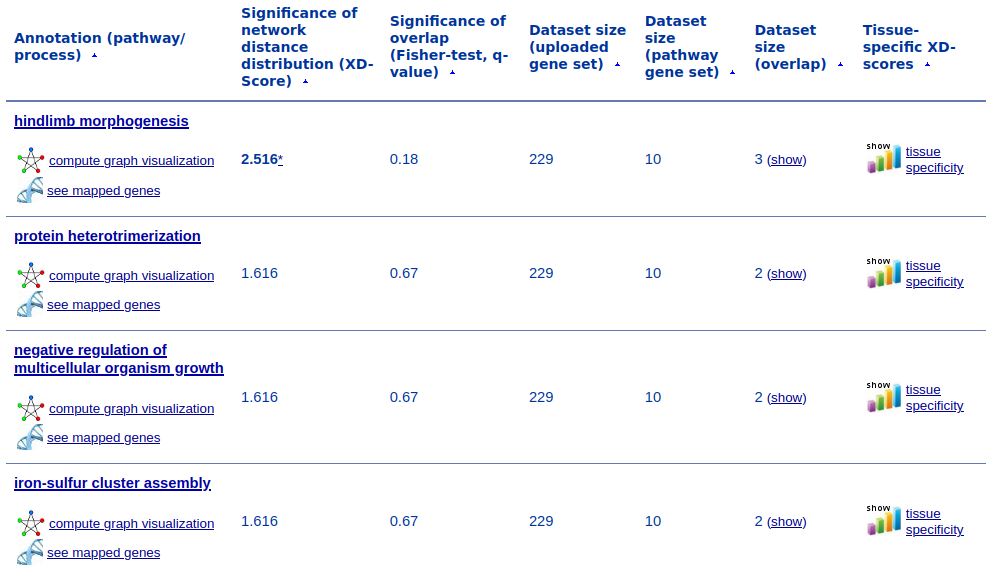 Annotation (pathway/
process)
Significance of
network
distance
distribution (XD-
Score)
Significance of
overlap
(Fisher-test, q-
value)
Dataset size
(uploaded
gene set)
Dataset
size
(pathway
gene set)
Dataset
size
(overlap)
Tissue-
specific XD-
scores
hindlimb morphogenesis
compute graph visualization
see mapped genes
2.516*
0.18
229
10
3 (show)
show
tissue
specificity
protein heterotrimerization
compute graph visualization
see mapped genes
1.616
0.67
229
10
2 (show)
show
tissue
specificity
negative regulation of
multicellular organism growth
compute graph visualization
see mapped genes
1.616
0.67
229
10
2 (show)
show
tissue
specificity
iron-sulfur cluster assembly
compute graph visualization
see mapped genes
1.616
0.67
229
10
2 (show)
show
tissue
specificity